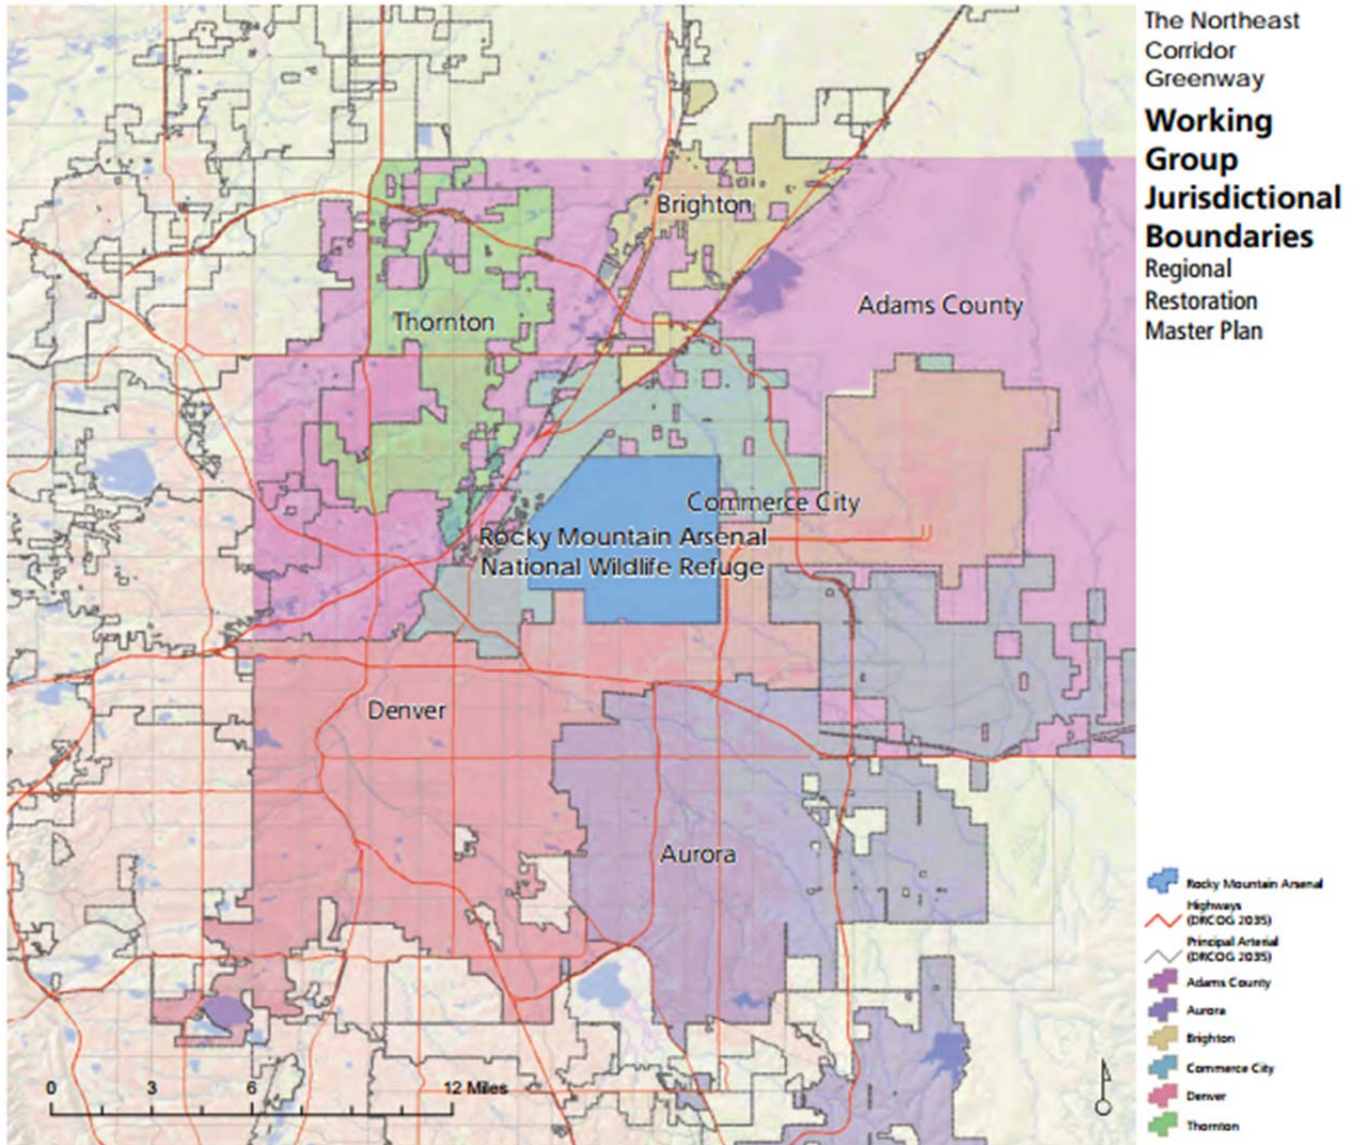 The Northeast
Corridor
Greenway
Working
Group
Jurisdictional
Boundaries
Regional
Restoration
Master Plan
Brighton
Adams County
Thornton
Commerce City
Rocky Mountain Arsenal
National Wildlife Refuge
Denver
Aurora
Rocky Mountain Arsenal
Highways
(DRCOG 2035)
Principal Arterial
(DRCOG 2035)
Adams County
Aurora
Brighton
Commerce City
Denver
Thornton
0 3 6 12 Miles